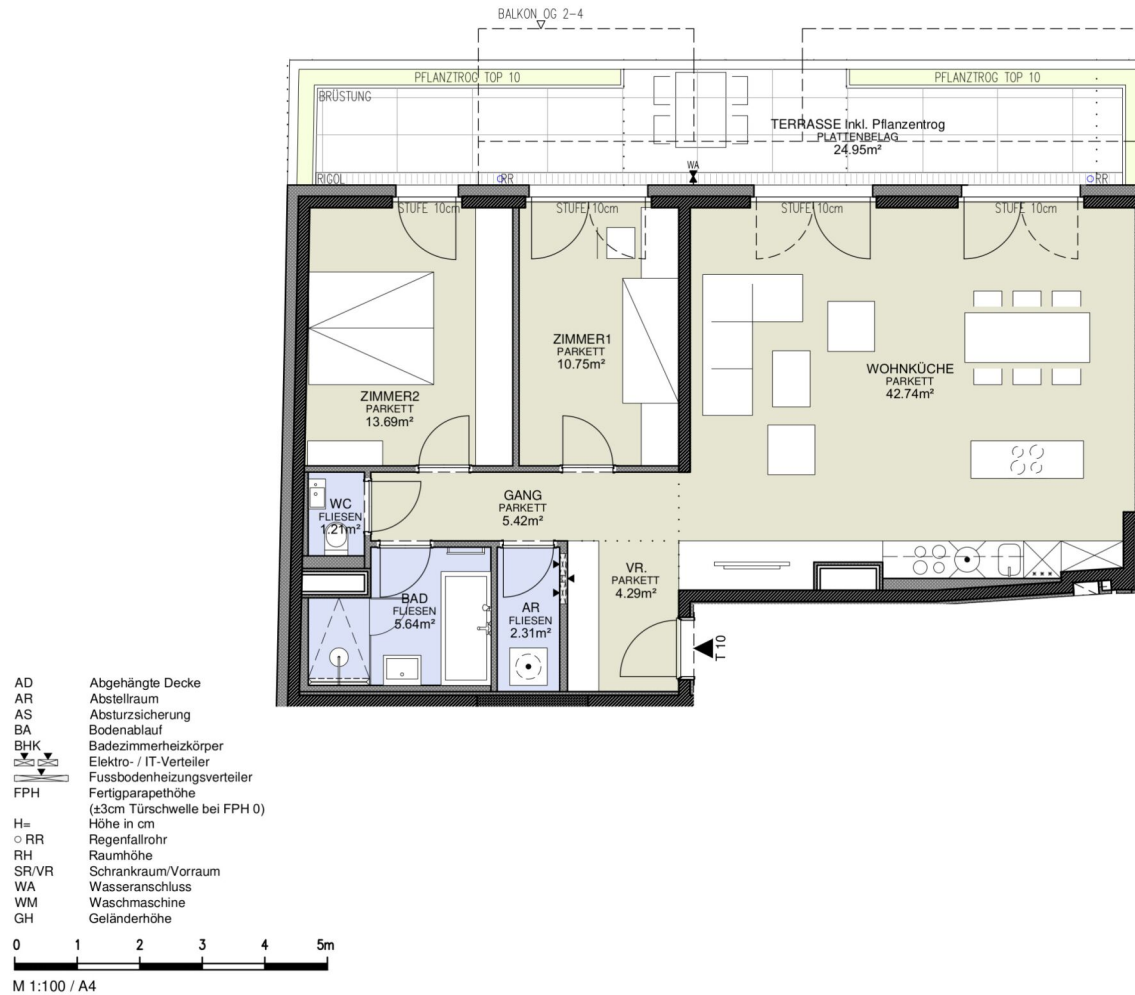 BALKON OG 2-4
PFLANZTROG TOP 10
PFLANZTROG TOP 10
BRÜSTUNG
TERRASSE Inkl. Pflanzentrog
PLATTENBELAG
24.95m²
WA
RIGOL
RR
RR
STUFE 10cm
STUFE 10cm
STUFE 10cm
STUFE 10cm
ZIMMER1
PARKETT
10.75m²
WOHNKÜCHE
PARKETT
42.74m²
ZIMMER2
PARKETT
13.69m²
WC
FLIESEN
1.21m²
GANG
PARKETT
5.42m²
VR.
PARKETT
4.29m²
BAD
FLIESEN
5.64m²
AR
FLIESEN
2.31m²
T 10
AD Abgehängte Decke
AR Abstellraum
AS Absturzsicherung
BA Bodenablauf
BHK Badezimmerheizkörper
Elektro- / IT-Verteiler
Fussbodenheizungsverteiler
FPH Fertigparapethöhe
(±3cm Türschwelle bei FPH 0)
H= Höhe in cm
○ RR Regenfallrohr
RH Raumhöhe
SR/VR Schrankraum/Vorraum
WA Wasseranschluss
WM Waschmaschine
GH Geländerhöhe
0 1 2 3 4 5m
M 1:100 / A4